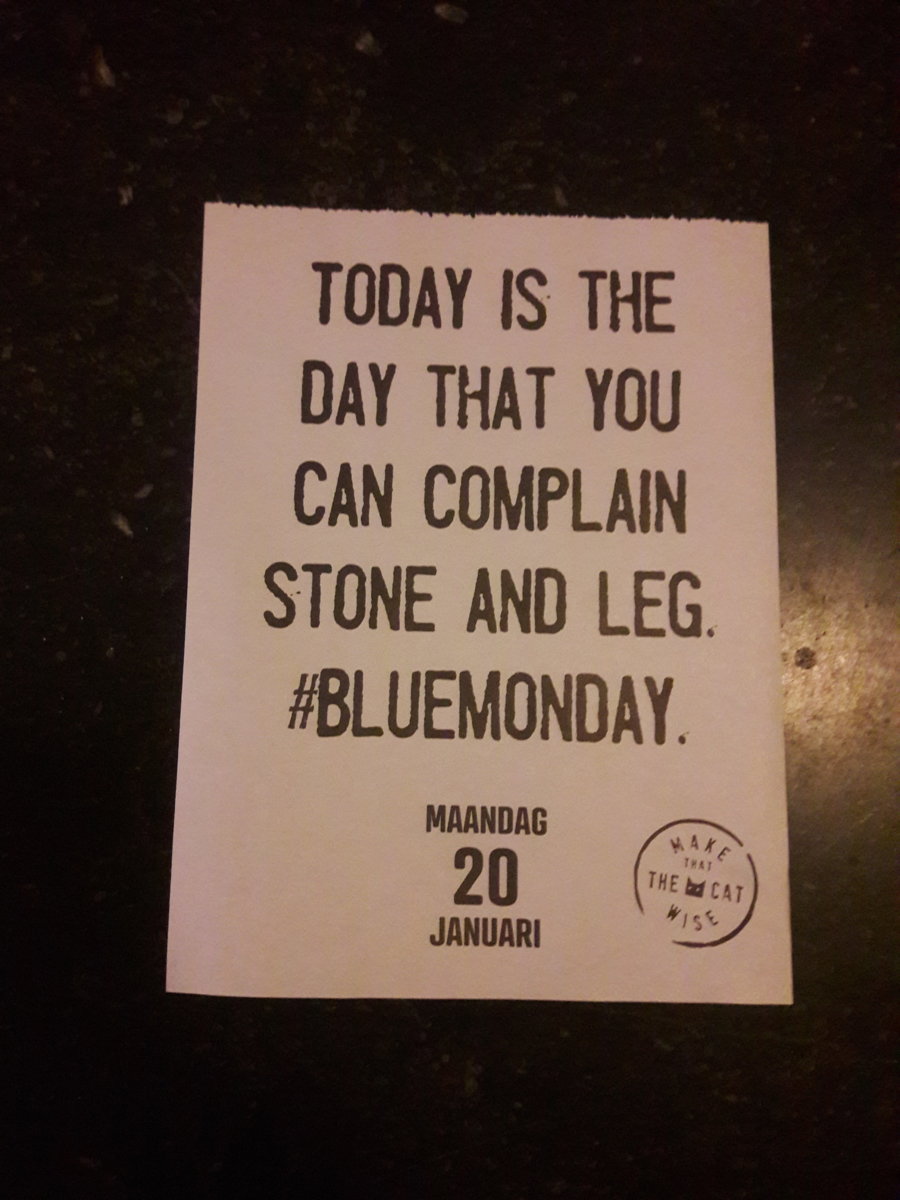 TODAY IS THE
DAY THAT YOU
CAN COMPLAIN
STONE AND LEG.
#BLUEMONDAY.
MAANDAG
20
JANUARI
MAKE
THAT
THE CAT
WISE